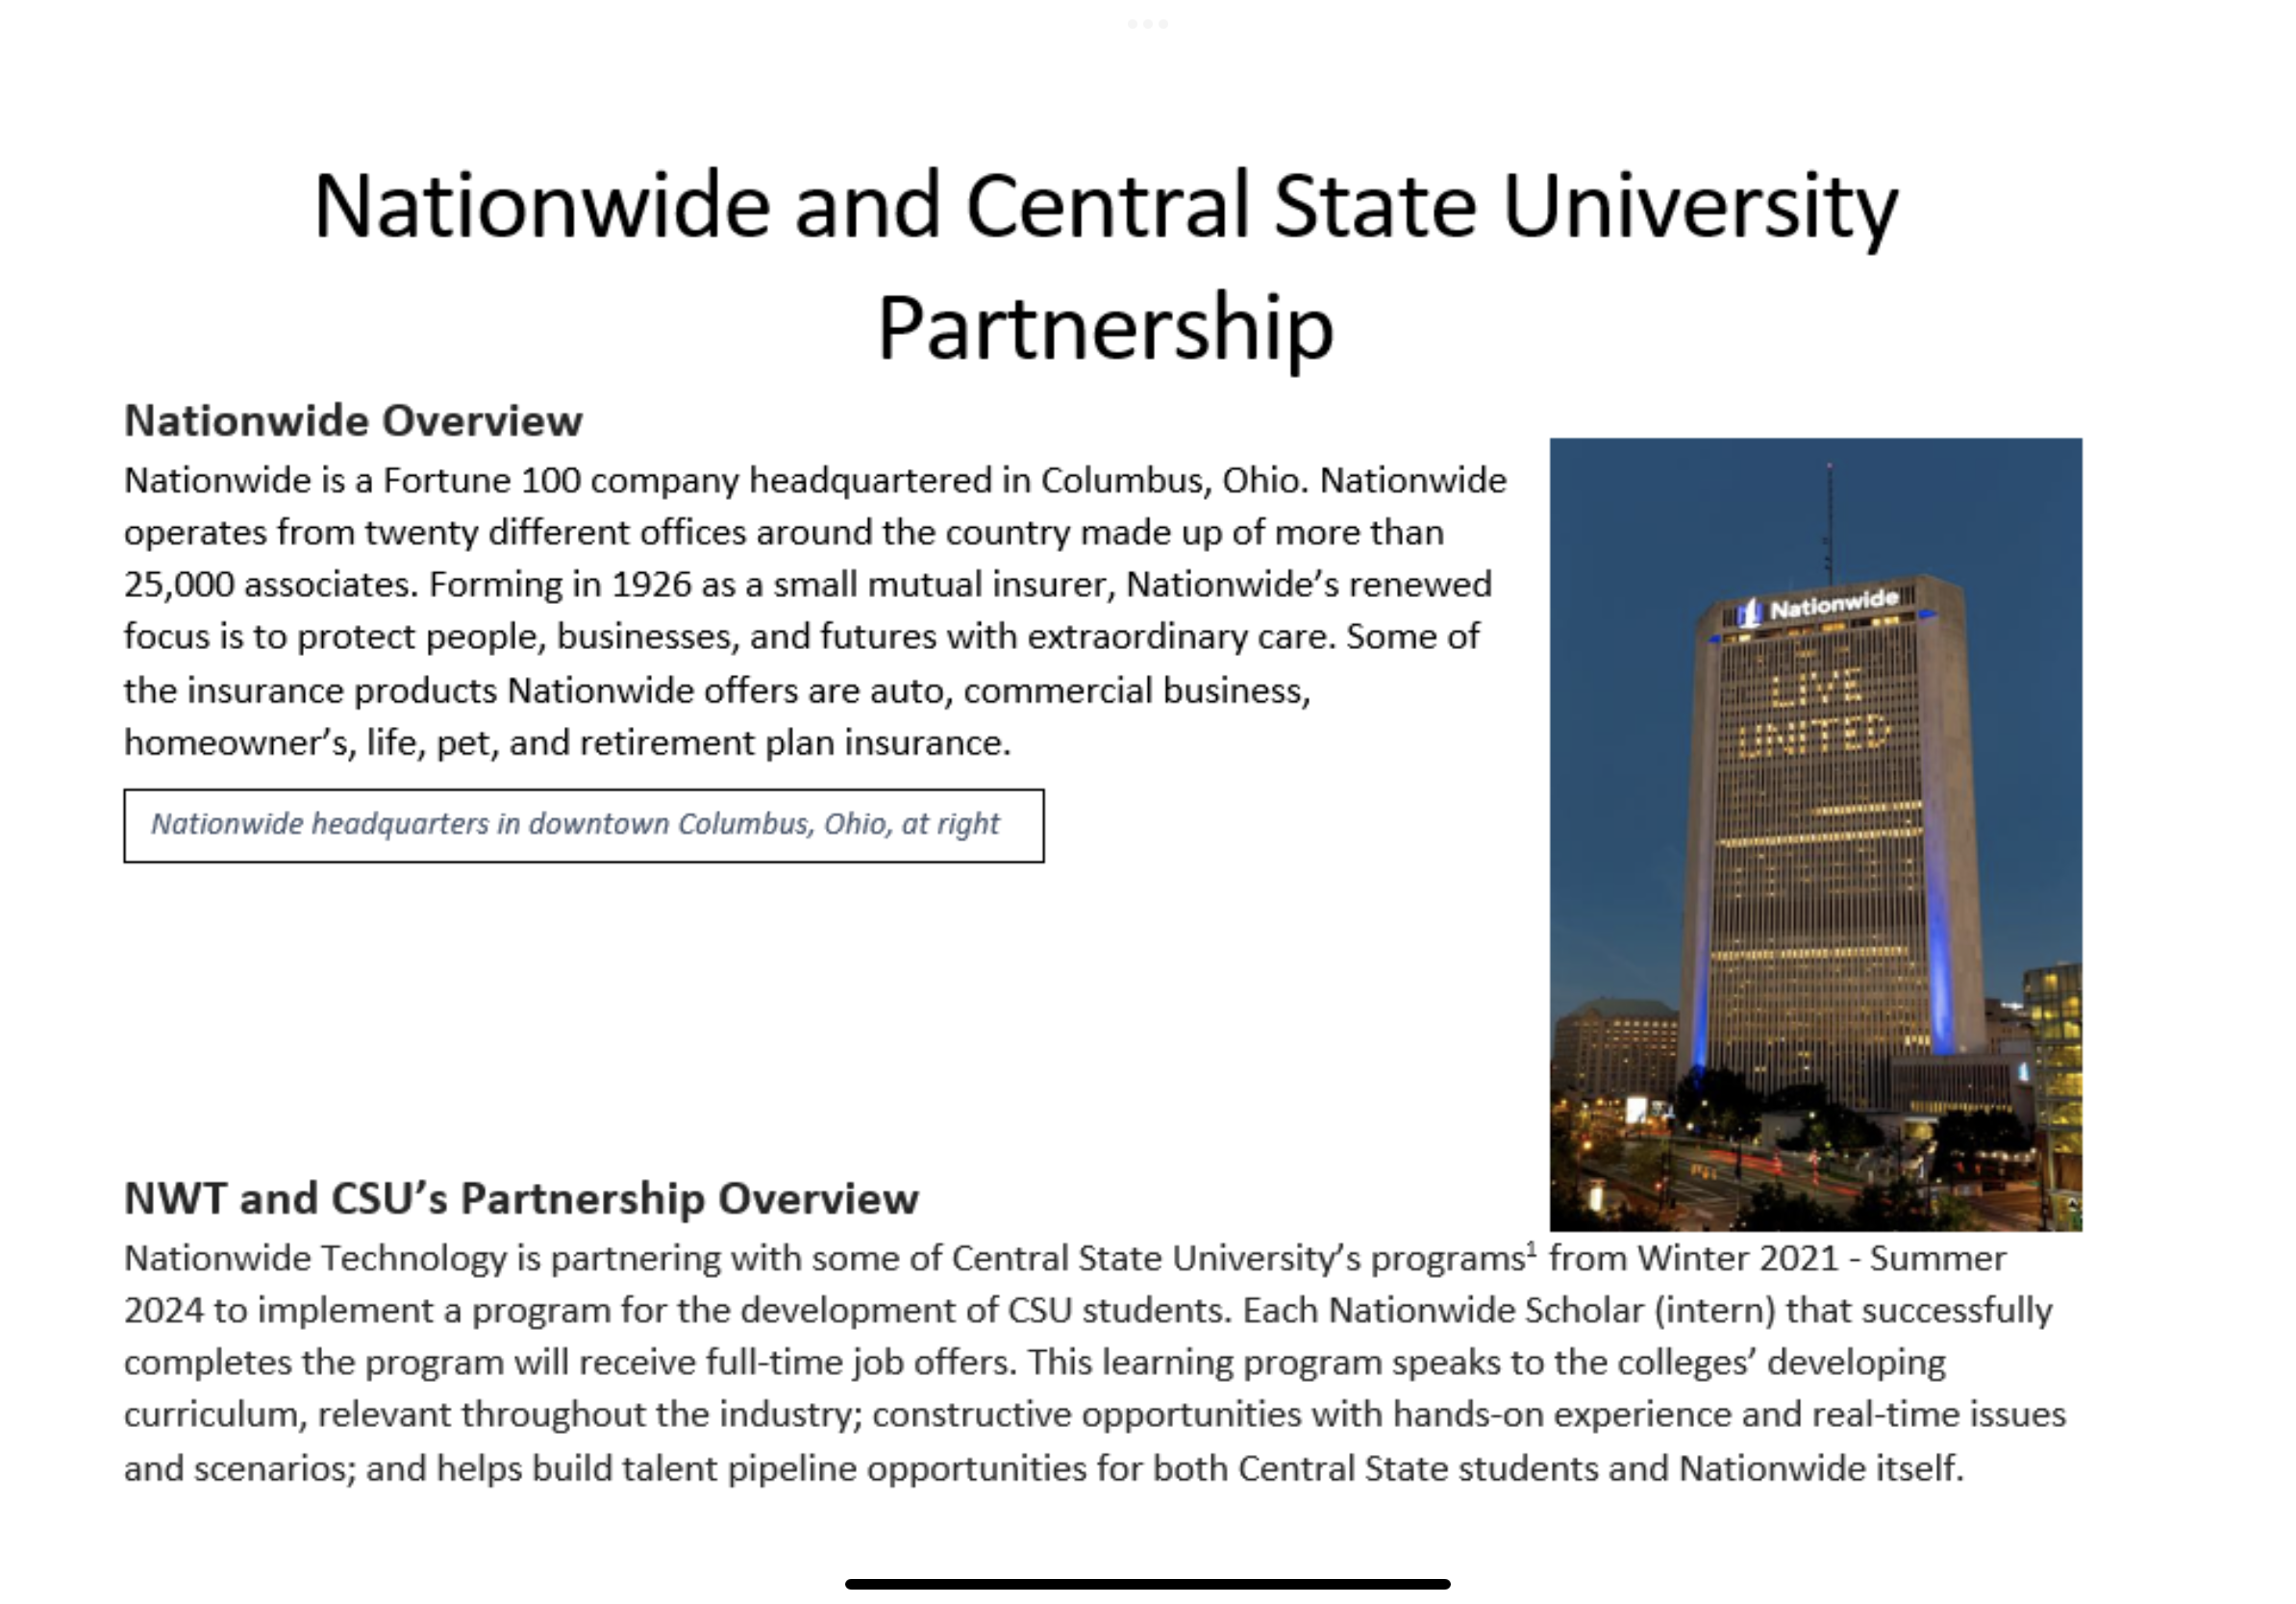 Nationwide and Central State University
Partnership
Nationwide Overview
Nationwide is a Fortune 100 company headquartered in Columbus, Ohio. Nationwide
operates from twenty different offices around the country made up of more than
25,000 associates. Forming in 1926 as a small mutual insurer, Nationwide’s renewed
focus is to protect people, businesses, and futures with extraordinary care. Some of
the insurance products Nationwide offers are auto, commercial business,
homeowner’s, life, pet, and retirement plan insurance.
Nationwide headquarters in downtown Columbus, Ohio, at right
Nationwide
LIVE
UNITED
NWT and CSU’s Partnership Overview
Nationwide Technology is partnering with some of Central State University’s programs¹ from Winter 2021 - Summer
2024 to implement a program for the development of CSU students. Each Nationwide Scholar (intern) that successfully
completes the program will receive full-time job offers. This learning program speaks to the colleges’ developing
curriculum, relevant throughout the industry; constructive opportunities with hands-on experience and real-time issues
and scenarios; and helps build talent pipeline opportunities for both Central State students and Nationwide itself.